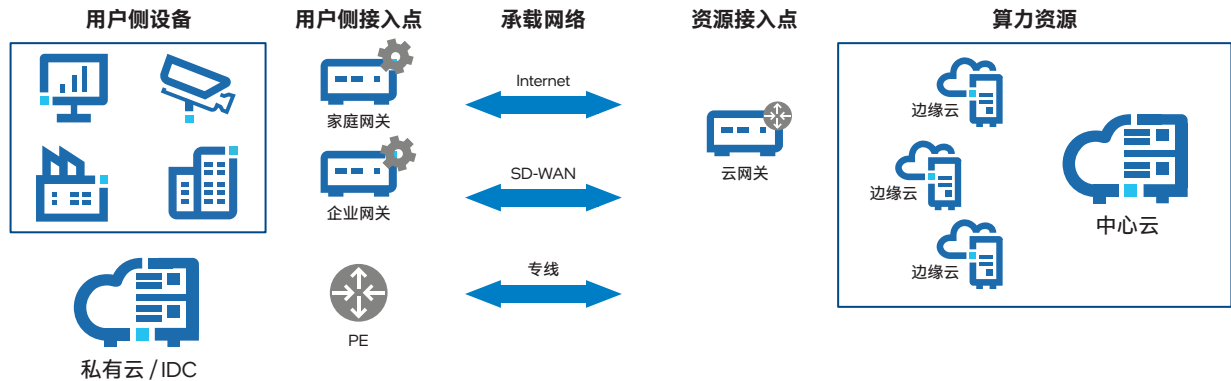 用户侧设备
用户侧接入点
承载网络
资源接入点
算力资源
家庭网关
企业网关
PE
私有云 / IDC
Internet
SD-WAN
专线
云网关
边缘云
边缘云
边缘云
中心云